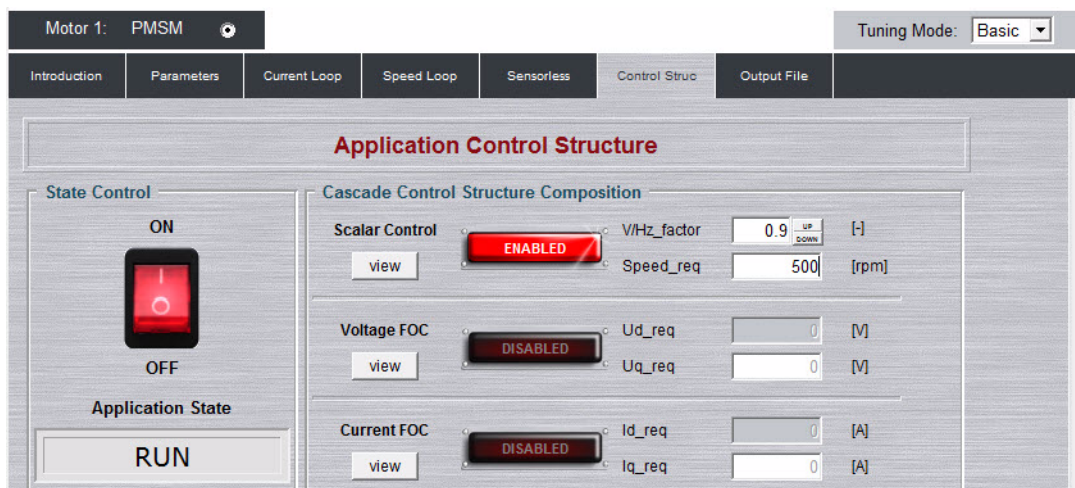 Motor 1: PMSM Tuning Mode: Basic
Introduction Parameters Current Loop Speed Loop Sensorless Control Struc Output File
Application Control Structure
State Control
ON
OFF
Application State
RUN
Cascade Control Structure Composition
Scalar Control ENABLED V/Hz_factor 0.9 UP DOWN [-]
view Speed_req 500 [rpm]
Voltage FOC DISABLED Ud_req 0 [V]
view Uq_req 0 [V]
Current FOC DISABLED Id_req 0 [A]
view Iq_req 0 [A]